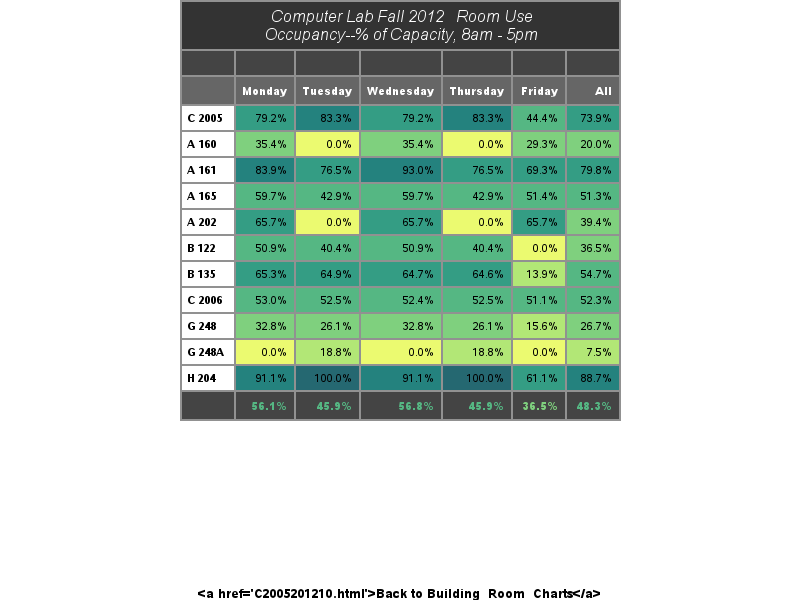 Computer Lab Fall 2012 Room Use
Occupancy--% of Capacity, 8am - 5pm
Monday Tuesday Wednesday Thursday Friday All
C 2005 79.2% 83.3% 79.2% 83.3% 44.4% 73.9%
A 160 35.4% 0.0% 35.4% 0.0% 29.3% 20.0%
A 161 83.9% 76.5% 93.0% 76.5% 69.3% 79.8%
A 165 59.7% 42.9% 59.7% 42.9% 51.4% 51.3%
A 202 65.7% 0.0% 65.7% 0.0% 65.7% 39.4%
B 122 50.9% 40.4% 50.9% 40.4% 0.0% 36.5%
B 135 65.3% 64.9% 64.7% 64.6% 13.9% 54.7%
C 2006 53.0% 52.5% 52.4% 52.5% 51.1% 52.3%
G 248 32.8% 26.1% 32.8% 26.1% 15.6% 26.7%
G 248A 0.0% 18.8% 0.0% 18.8% 0.0% 7.5%
H 204 91.1% 100.0% 91.1% 100.0% 61.1% 88.7%
56.1% 45.9% 56.8% 45.9% 36.5% 48.3%
<a href='C2005201210.html'>Back to Building Room Charts</a>